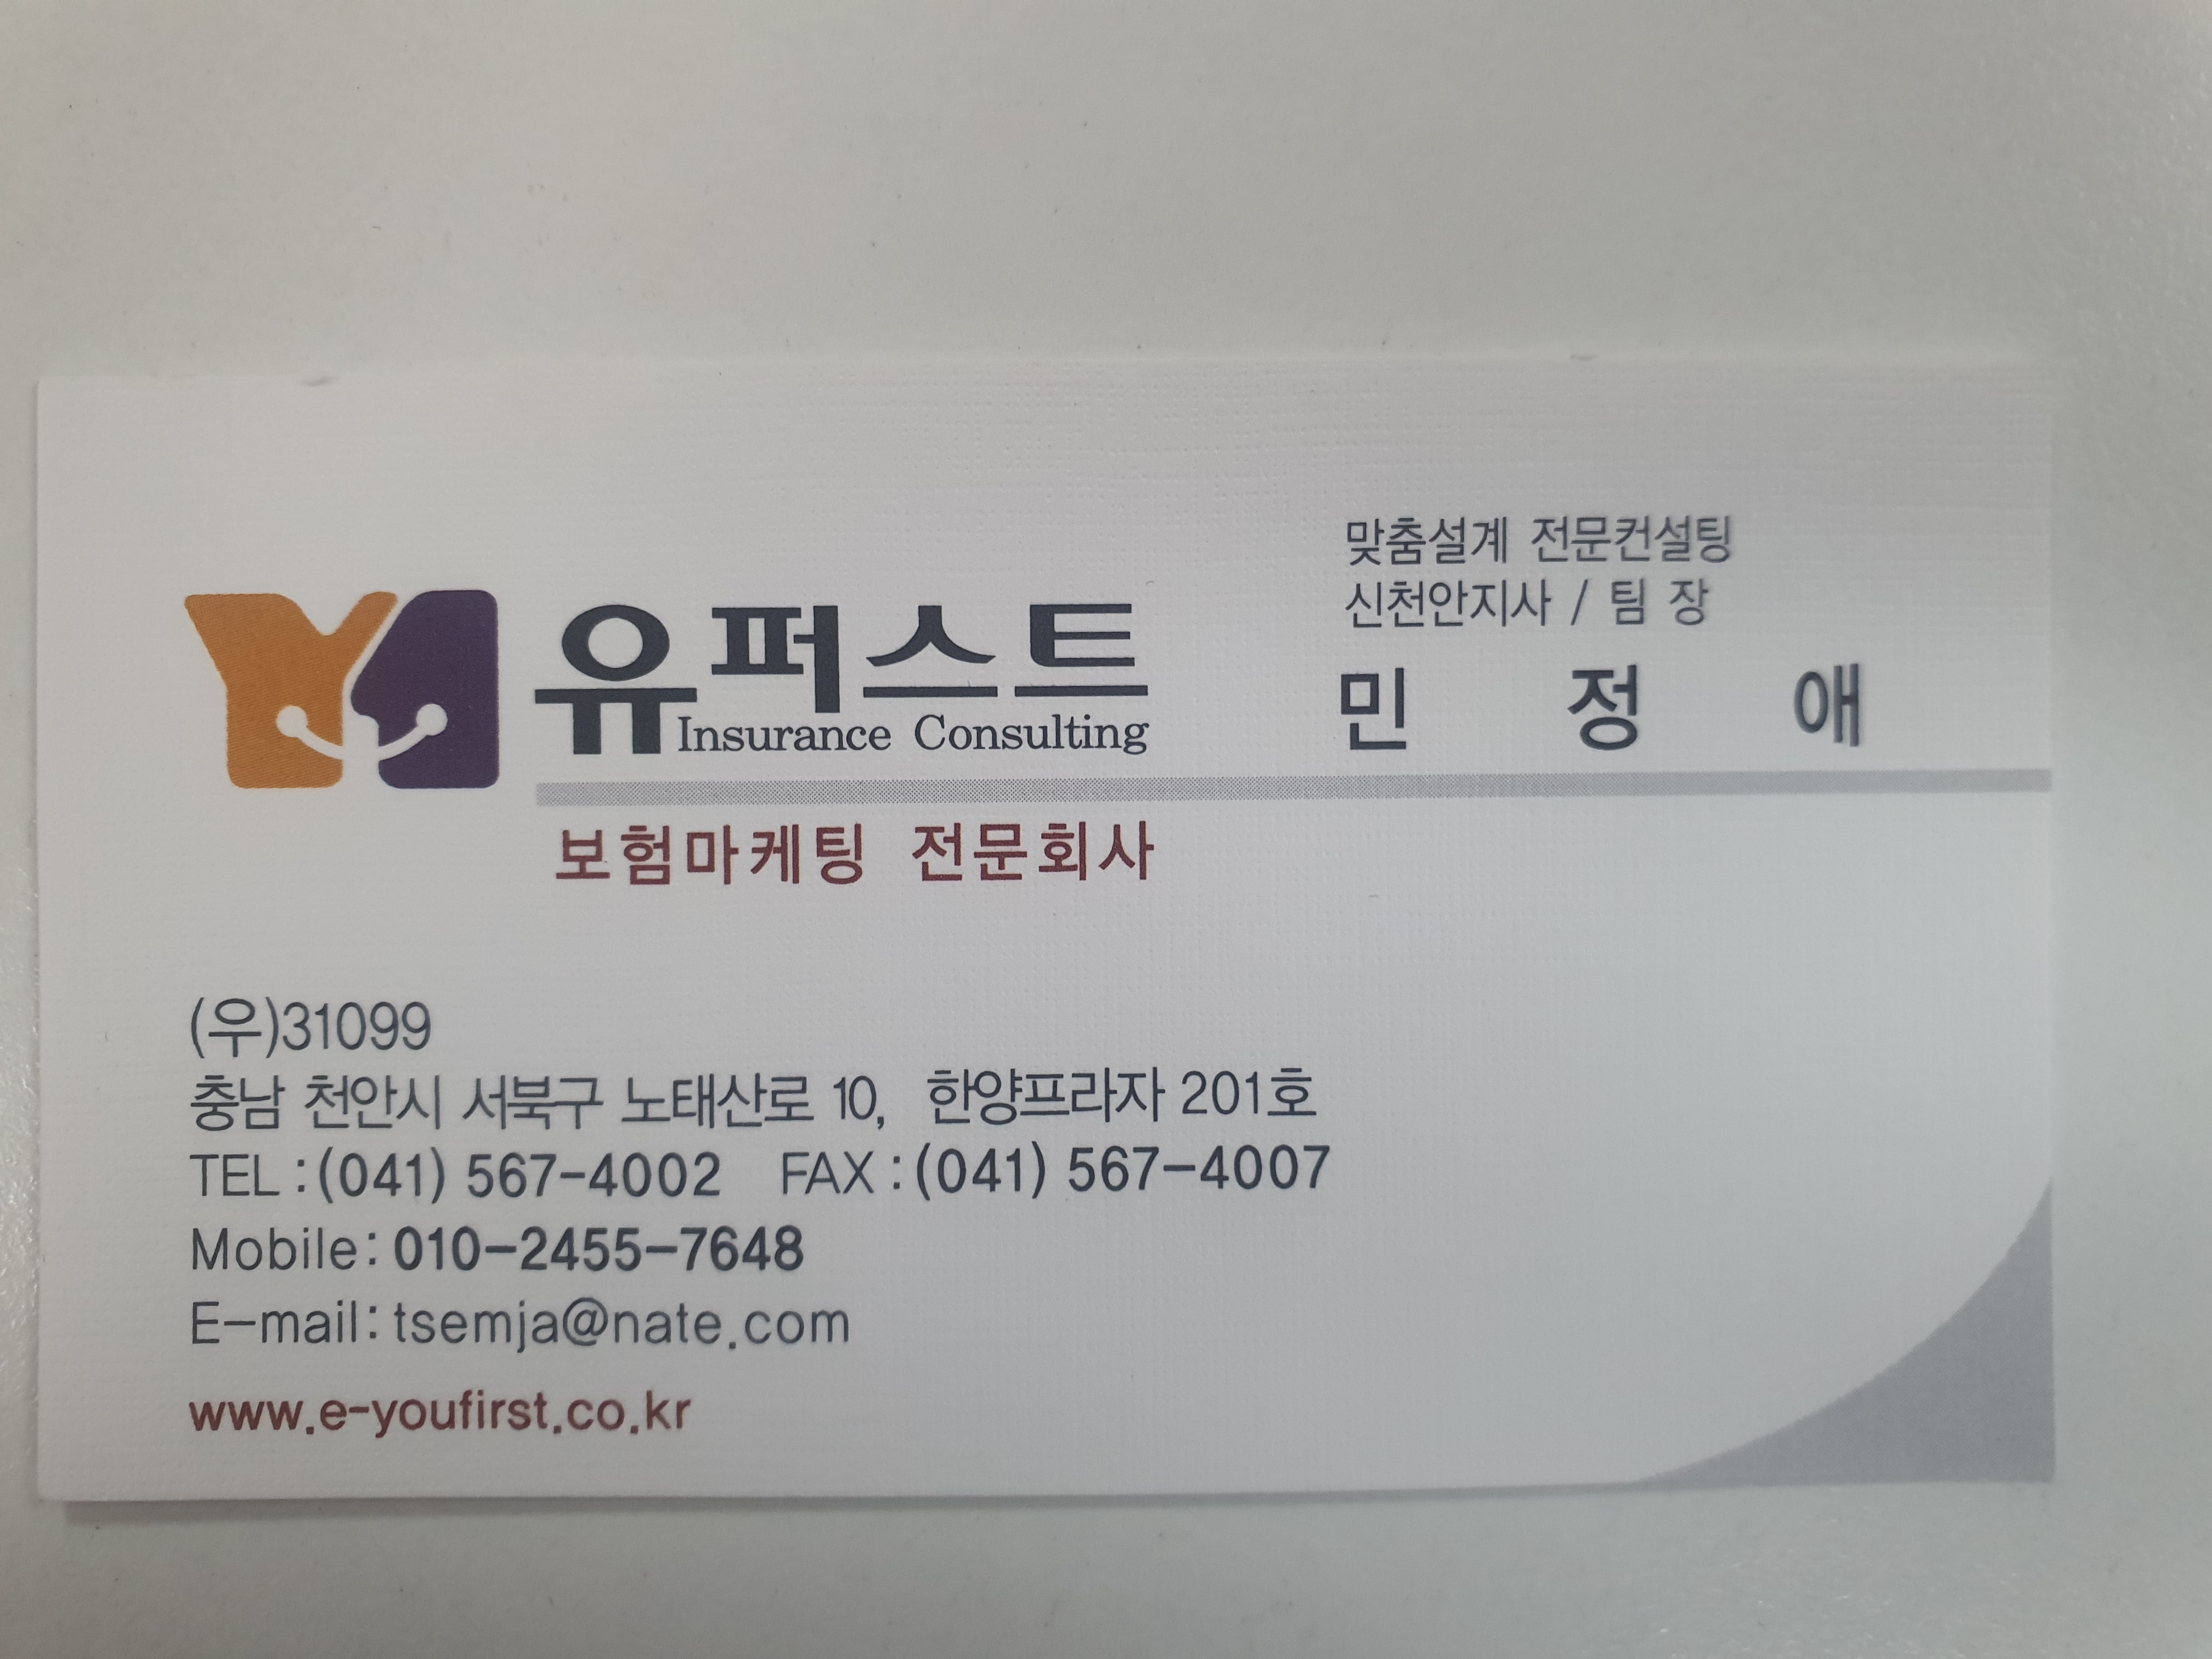 맞춤설계 전문컨설팅
신천안지사 / 팀 장
유퍼스트
Insurance Consulting
민 정 애
보험마케팅 전문회사
(우)31099
충남 천안시 서북구 노태산로 10, 한양프라자 201호
TEL : (041) 567-4002 FAX : (041) 567-4007
Mobile : 010-2455-7648
E-mail : tsemja@nate.com
www.e-youfirst.co.kr